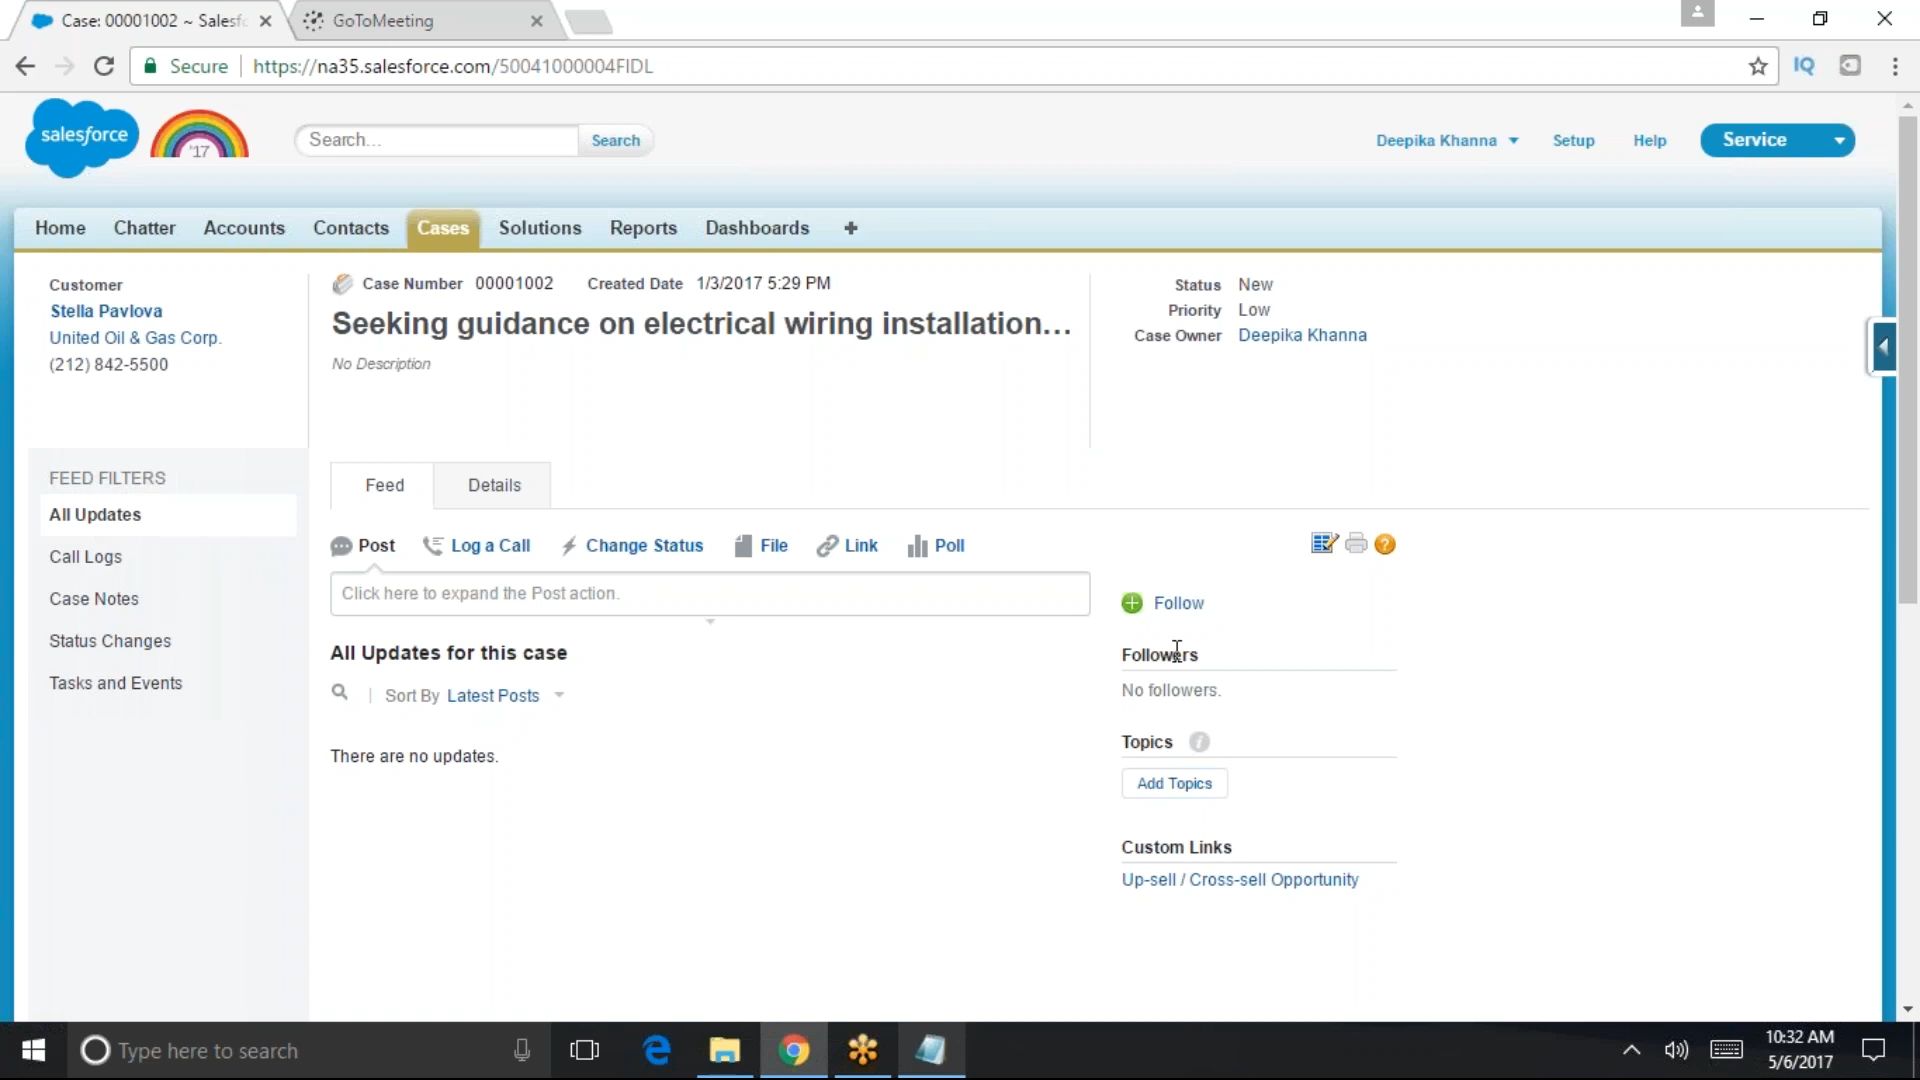 Case: 00001002 ~ Salesfo
GoToMeeting
Secure
https://na35.salesforce.com/50041000004FIDL
IQ
salesforce
'17
Search...
Search
Deepika Khanna
Setup
Help
Service
Home
Chatter
Accounts
Contacts
Cases
Solutions
Reports
Dashboards
Customer
Stella Pavlova
United Oil & Gas Corp.
(212) 842-5500
Case Number 00001002 Created Date 1/3/2017 5:29 PM
Seeking guidance on electrical wiring installation...
No Description
Status New
Priority Low
Case Owner Deepika Khanna
FEED FILTERS
All Updates
Call Logs
Case Notes
Status Changes
Tasks and Events
Feed
Details
Post
Log a Call
Change Status
File
Link
Poll
Click here to expand the Post action.
All Updates for this case
Sort By Latest Posts
There are no updates.
Follow
Followers
No followers.
Topics
Add Topics
Custom Links
Up-sell / Cross-sell Opportunity
Type here to search
10:32 AM
5/6/2017